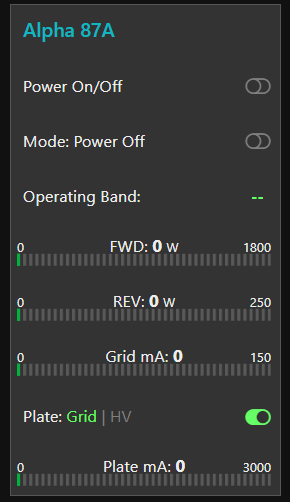 Alpha 87A
Power On/Off
Mode: Power Off
Operating Band: --
0 FWD: 0 W 1800
0 REV: 0 W 250
0 Grid mA: 0 150
Plate: Grid | HV
0 Plate mA: 0 3000